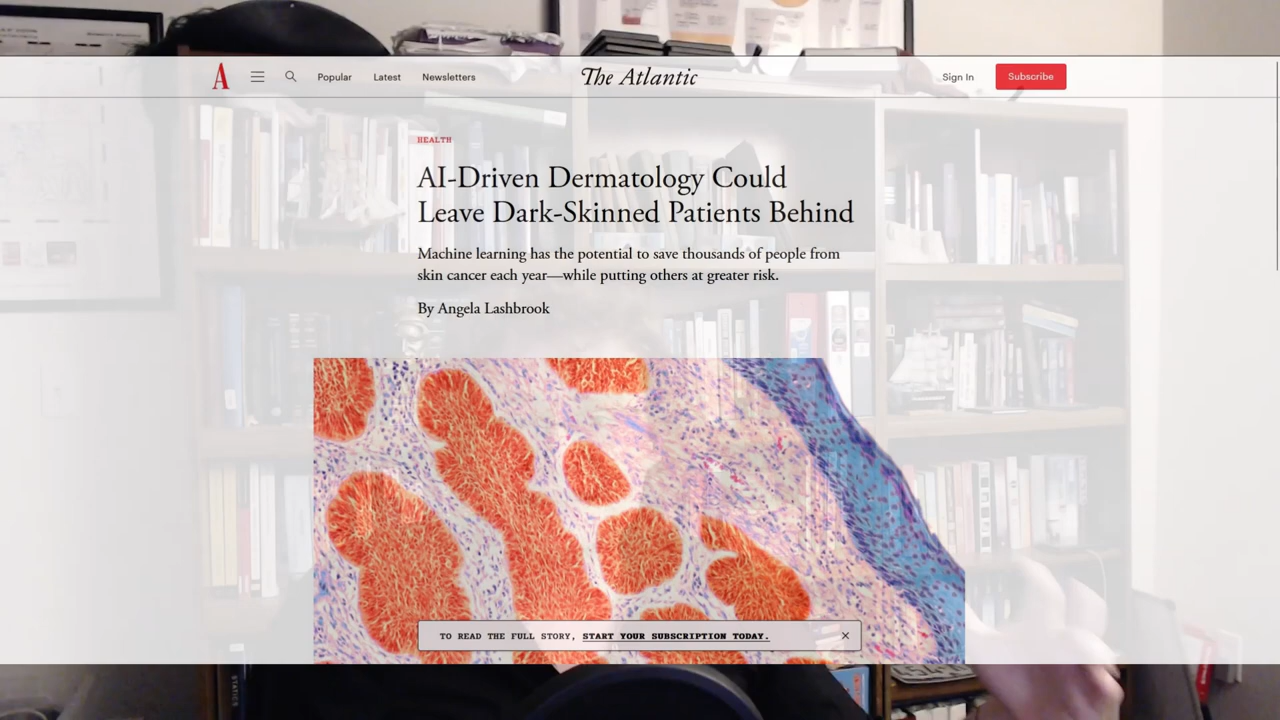 A
Popular
Latest
Newsletters
The Atlantic
Sign In
Subscribe
HEALTH
AI-Driven Dermatology Could
Leave Dark-Skinned Patients Behind
Machine learning has the potential to save thousands of people from
skin cancer each year—while putting others at greater risk.
By Angela Lashbrook
TO READ THE FULL STORY, START YOUR SUBSCRIPTION TODAY.
STATICS